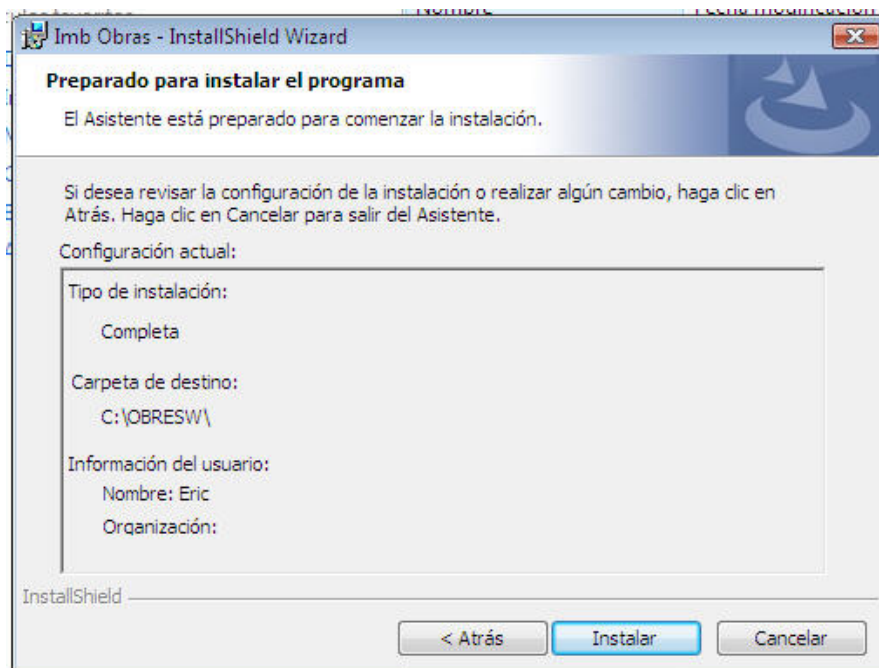 Nombre
Fecha modificación
Imb Obras - InstallShield Wizard
Preparado para instalar el programa
El Asistente está preparado para comenzar la instalación.
Si desea revisar la configuración de la instalación o realizar algún cambio, haga clic en
Atrás. Haga clic en Cancelar para salir del Asistente.
Configuración actual:
Tipo de instalación:
Completa
Carpeta de destino:
C:\OBRESW\
Información del usuario:
Nombre: Eric
Organización:
InstallShield
< Atrás
Instalar
Cancelar